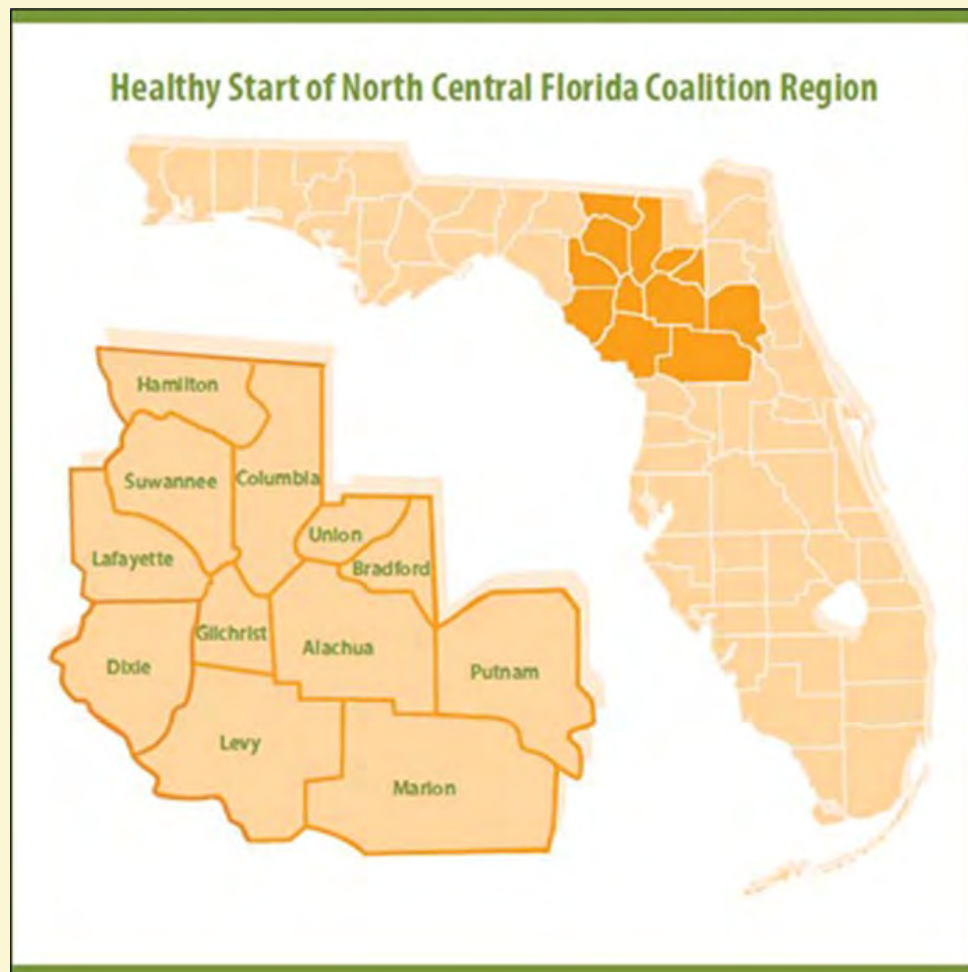 Healthy Start of North Central Florida Coalition Region
Hamilton
Suwannee
Columbia
Union
Lafayette
Bradford
Gilchrist
Alachua
Dixie
Putnam
Levy
Marion